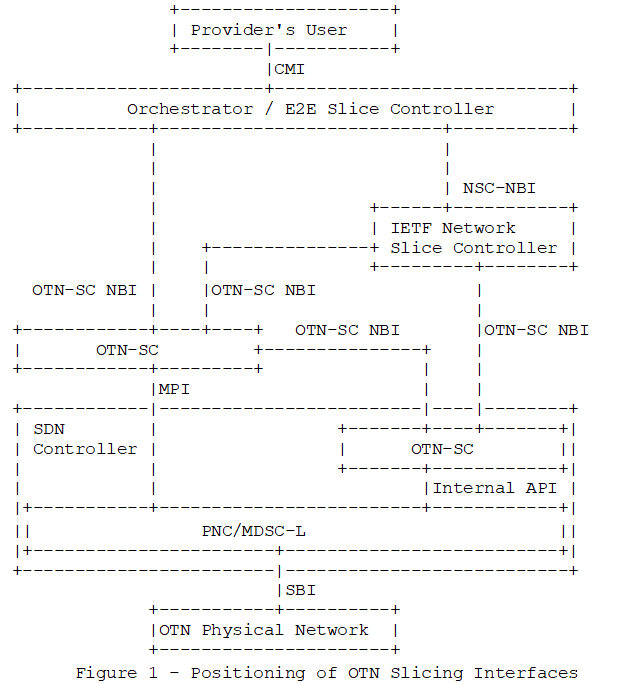 Provider's User
CMI
Orchestrator / E2E Slice Controller
NSC-NBI
IETF Network
Slice Controller
OTN-SC NBI
OTN-SC NBI
OTN-SC NBI
OTN-SC NBI
OTN-SC
MPI
SDN
Controller
OTN-SC
Internal API
PNC/MDSC-L
SBI
OTN Physical Network
Figure 1 - Positioning of OTN Slicing Interfaces